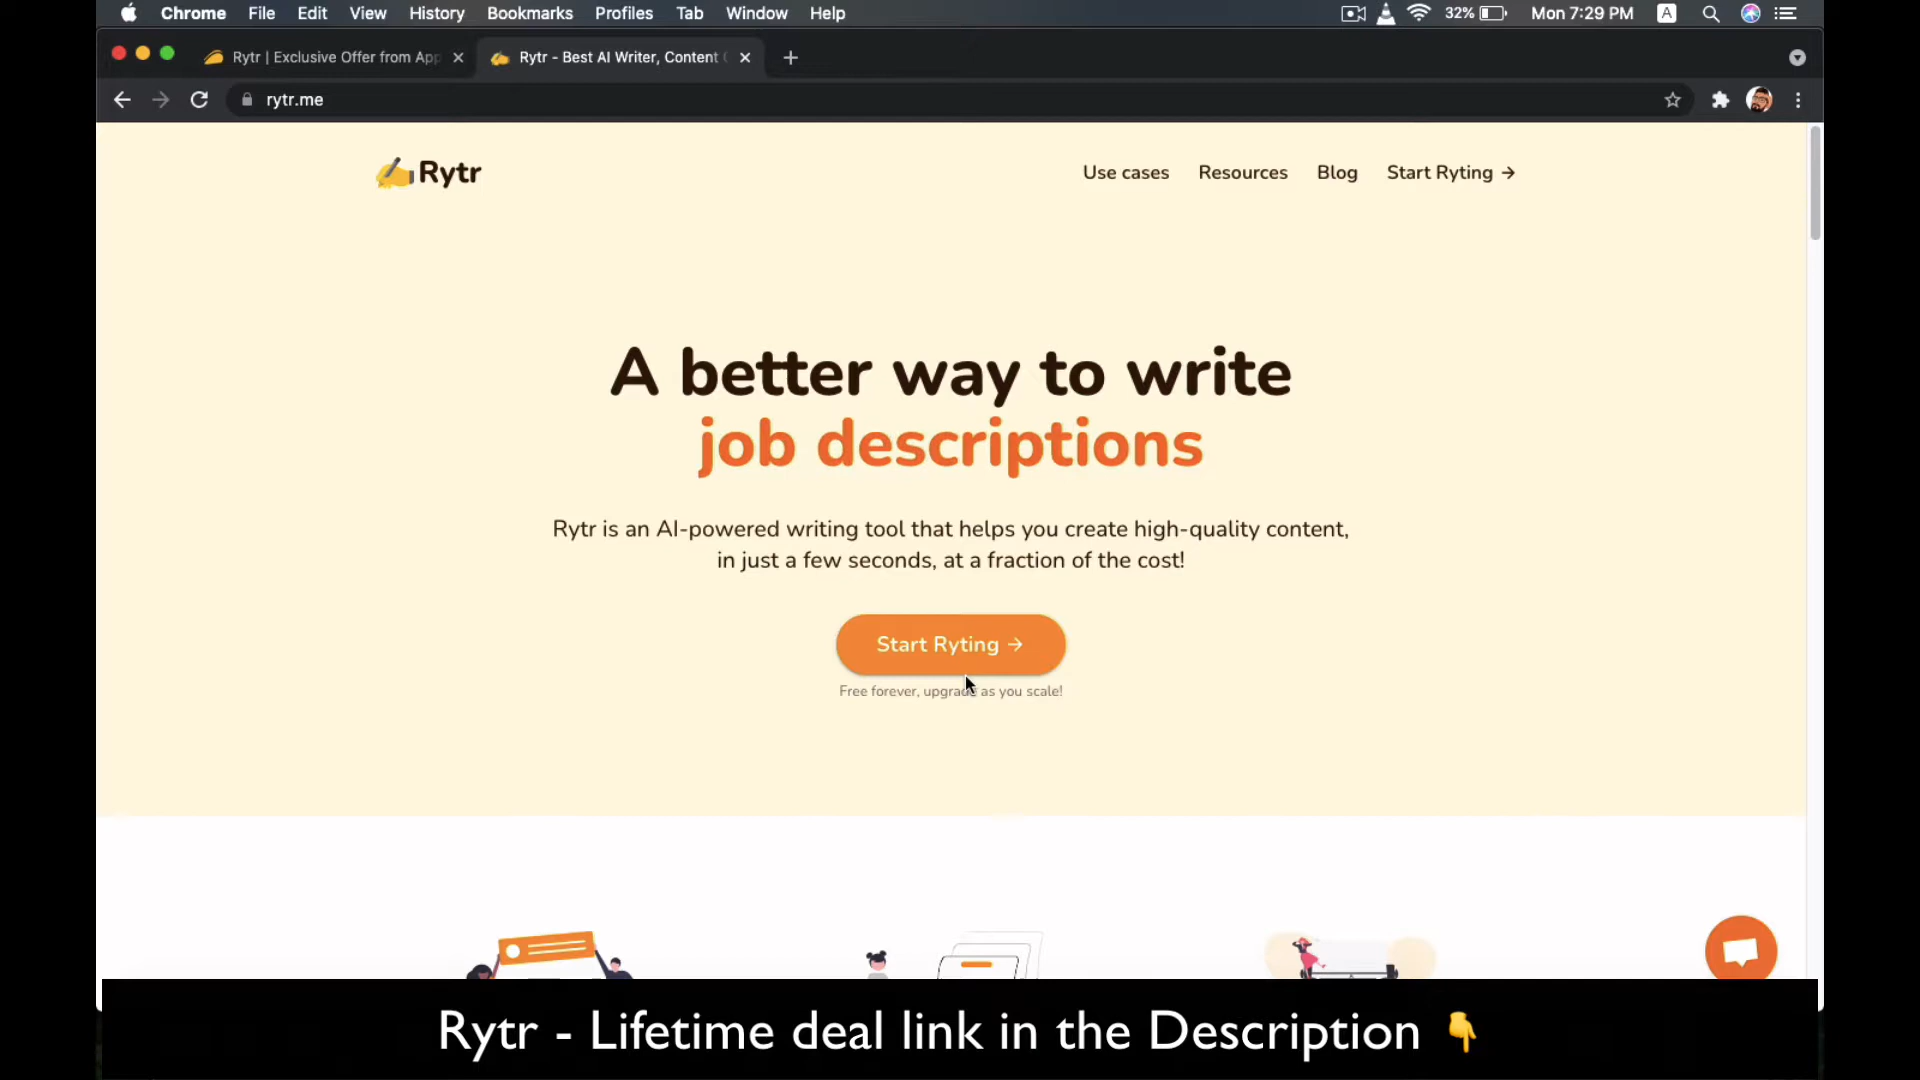 Chrome File Edit View History Bookmarks Profiles Tab Window Help 32% Mon 7:29 PM A
Rytr | Exclusive Offer from App
Rytr - Best AI Writer, Content
rytr.me
Rytr
Use cases Resources Blog Start Ryting →
A better way to write
job descriptions
Rytr is an AI-powered writing tool that helps you create high-quality content,
in just a few seconds, at a fraction of the cost!
Start Ryting →
Free forever, upgrade as you scale!
Rytr - Lifetime deal link in the Description 👇